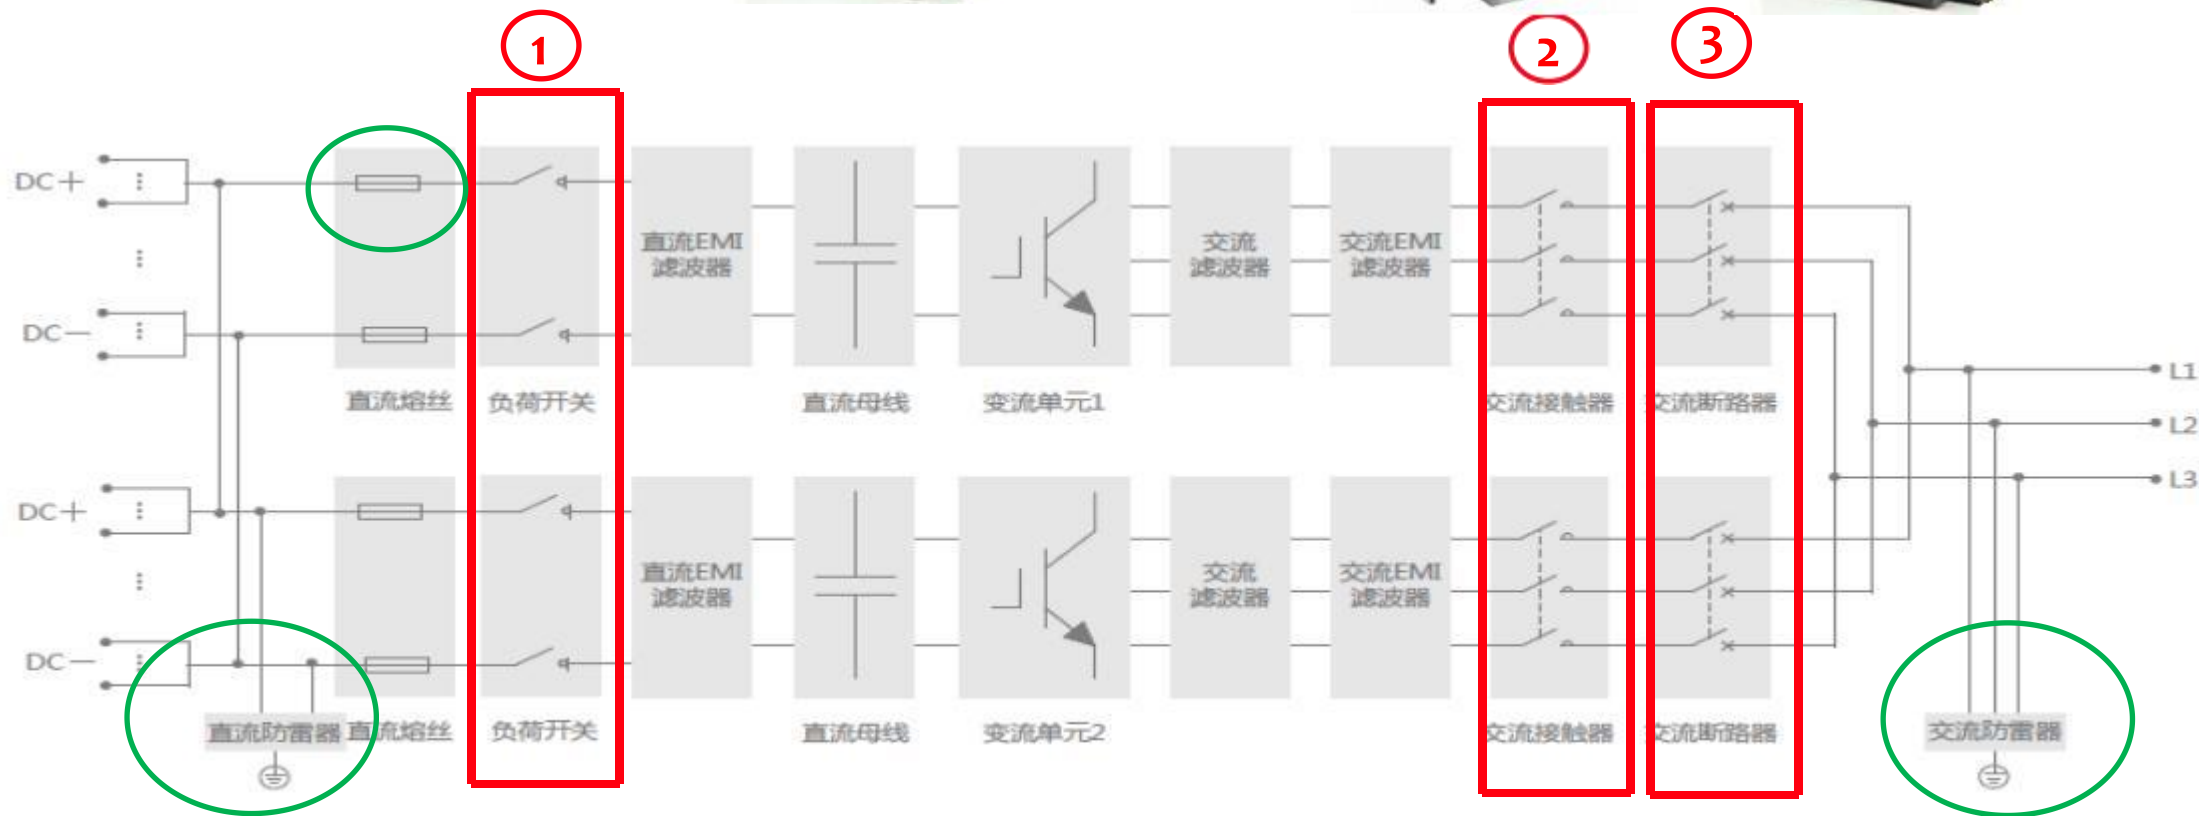 1
2
3
DC+
直流EMI
滤波器
交流
滤波器
交流EMI
滤波器
DC-
直流熔丝
负荷开关
直流母线
变流单元1
交流接触器
交流断路器
L1
L2
L3
DC+
直流EMI
滤波器
交流
滤波器
交流EMI
滤波器
DC-
直流防雷器
直流熔丝
负荷开关
直流母线
变流单元2
交流接触器
交流断路器
交流防雷器